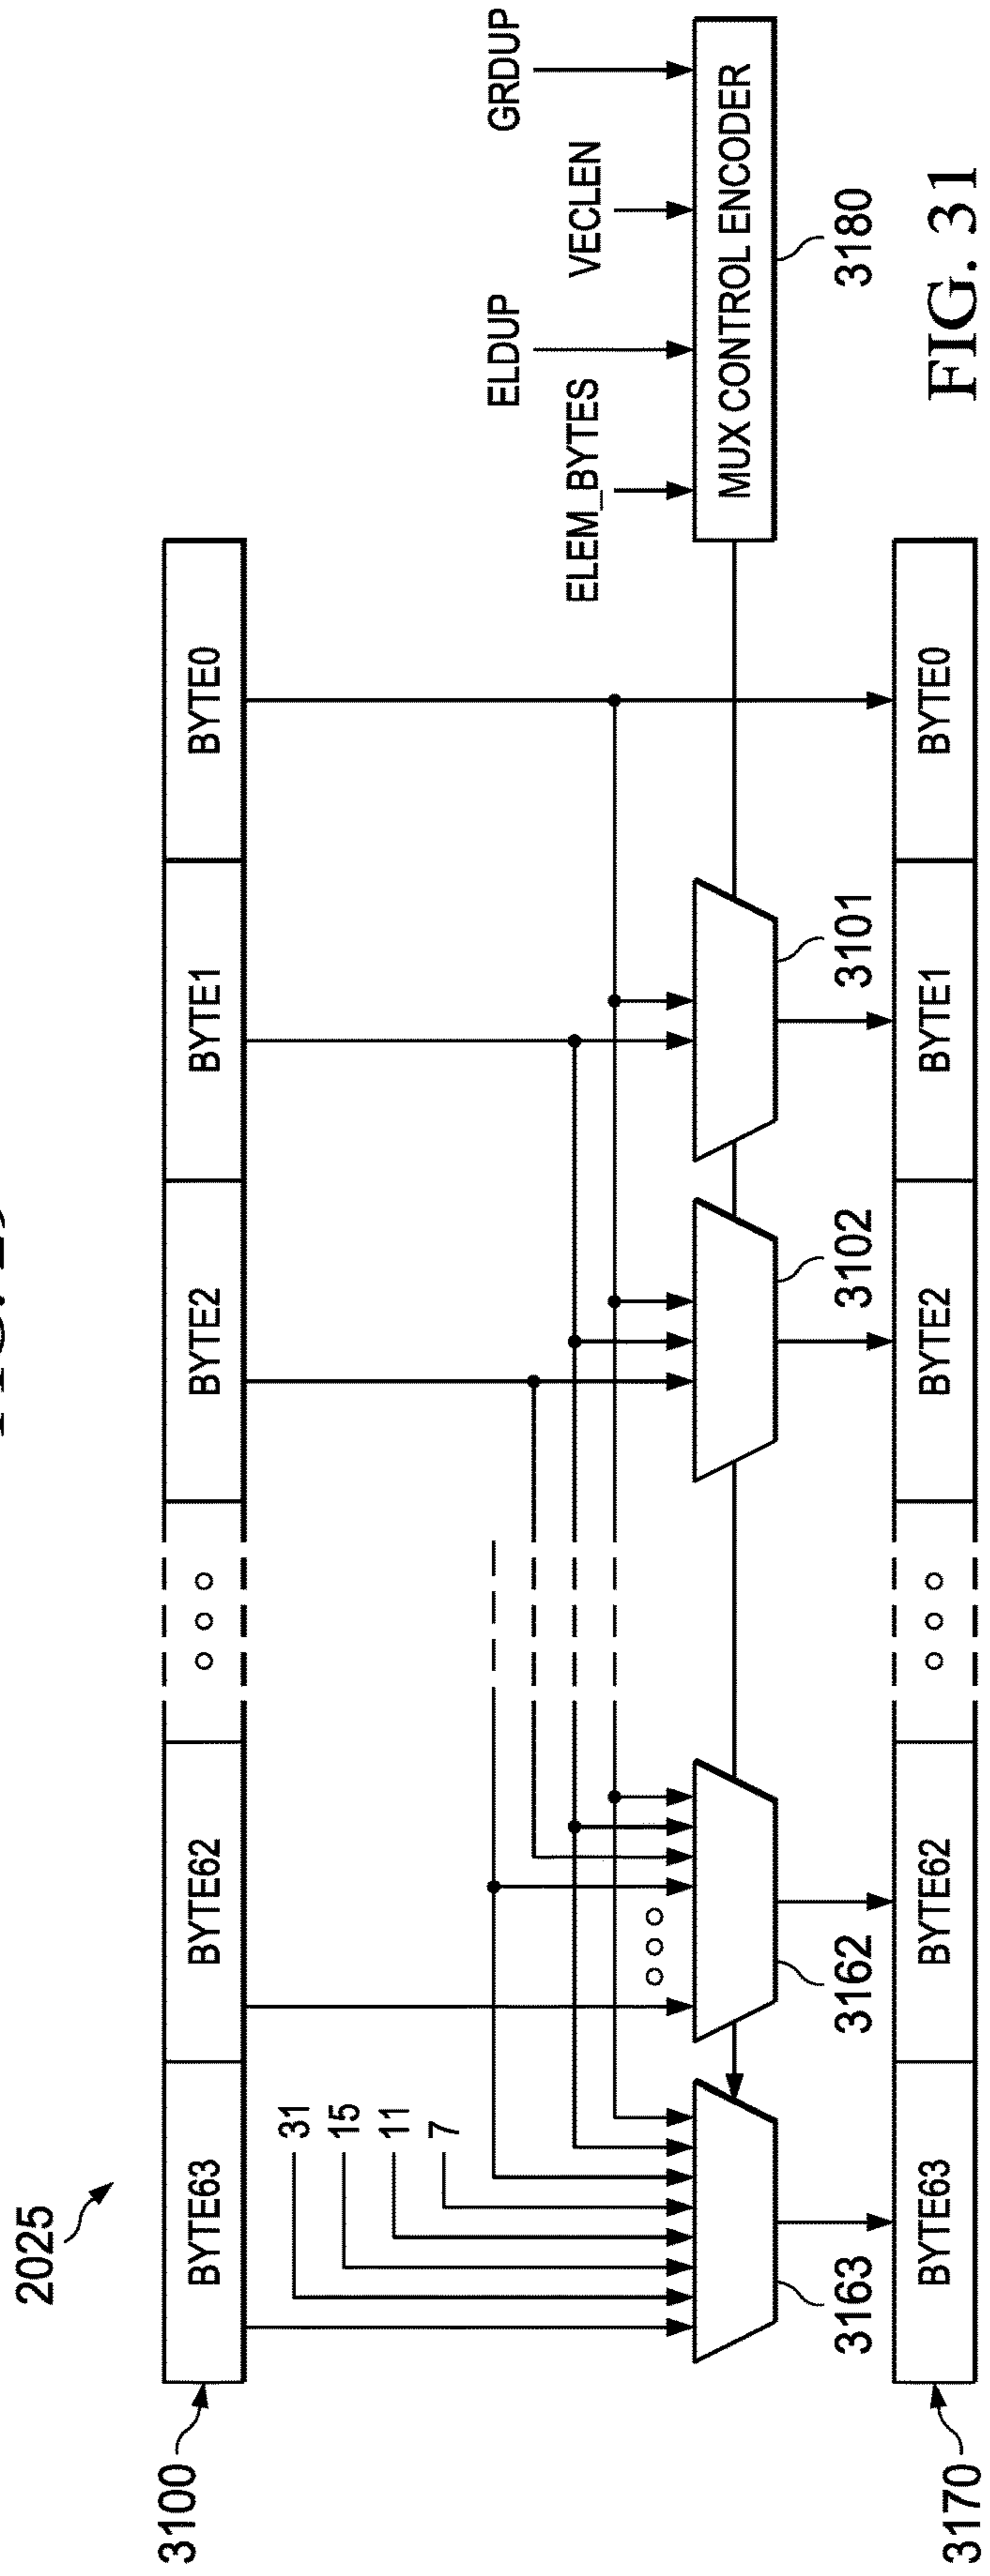 2025
3100
BYTE63
BYTE62
BYTE2
BYTE1
BYTE0
31
15
11
7
ELDUP
GRDUP
ELEM_BYTES
VECLEN
MUX CONTROL ENCODER
3163
3162
3102
3101
3180
3170
BYTE63
BYTE62
BYTE2
BYTE1
BYTE0
FIG. 31